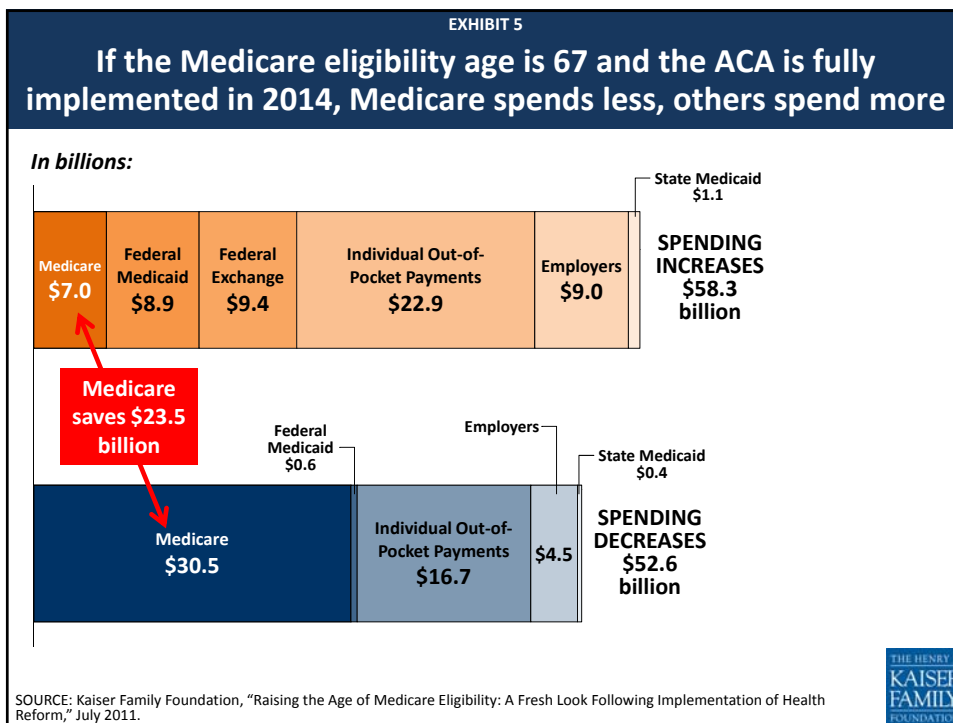 EXHIBIT 5
If the Medicare eligibility age is 67 and the ACA is fully
implemented in 2014, Medicare spends less, others spend more
In billions:
State Medicaid
$1.1
Medicare
$7.0
Federal
Medicaid
$8.9
Federal
Exchange
$9.4
Individual Out-of-
Pocket Payments
$22.9
Employers
$9.0
SPENDING
INCREASES
$58.3
billion
Medicare
saves $23.5
billion
Federal
Medicaid
$0.6
Employers
State Medicaid
$0.4
Medicare
$30.5
Individual Out-of-
Pocket Payments
$16.7
$4.5
SPENDING
DECREASES
$52.6
billion
SOURCE: Kaiser Family Foundation, “Raising the Age of Medicare Eligibility: A Fresh Look Following Implementation of Health
Reform,” July 2011.
THE HENRY
KAISER
FAMILY
FOUNDATION